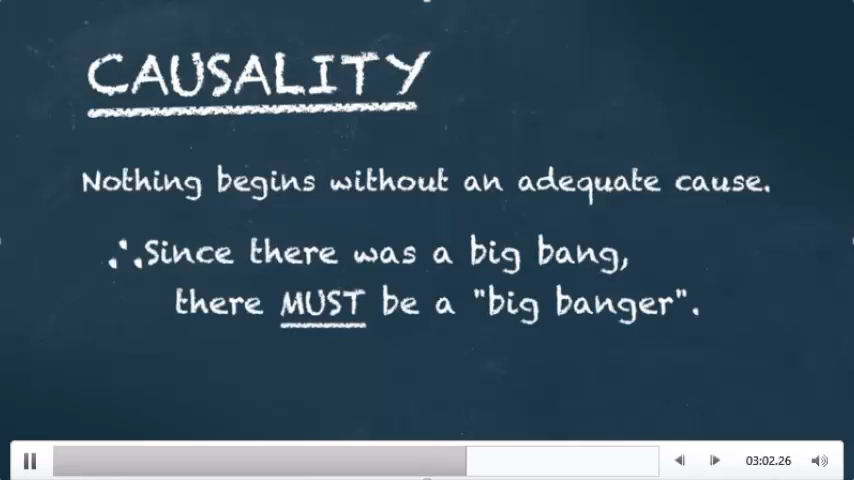 CAUSALITY
Nothing begins without an adequate cause.
∴Since there was a big bang,
there MUST be a "big banger".
03:02.26